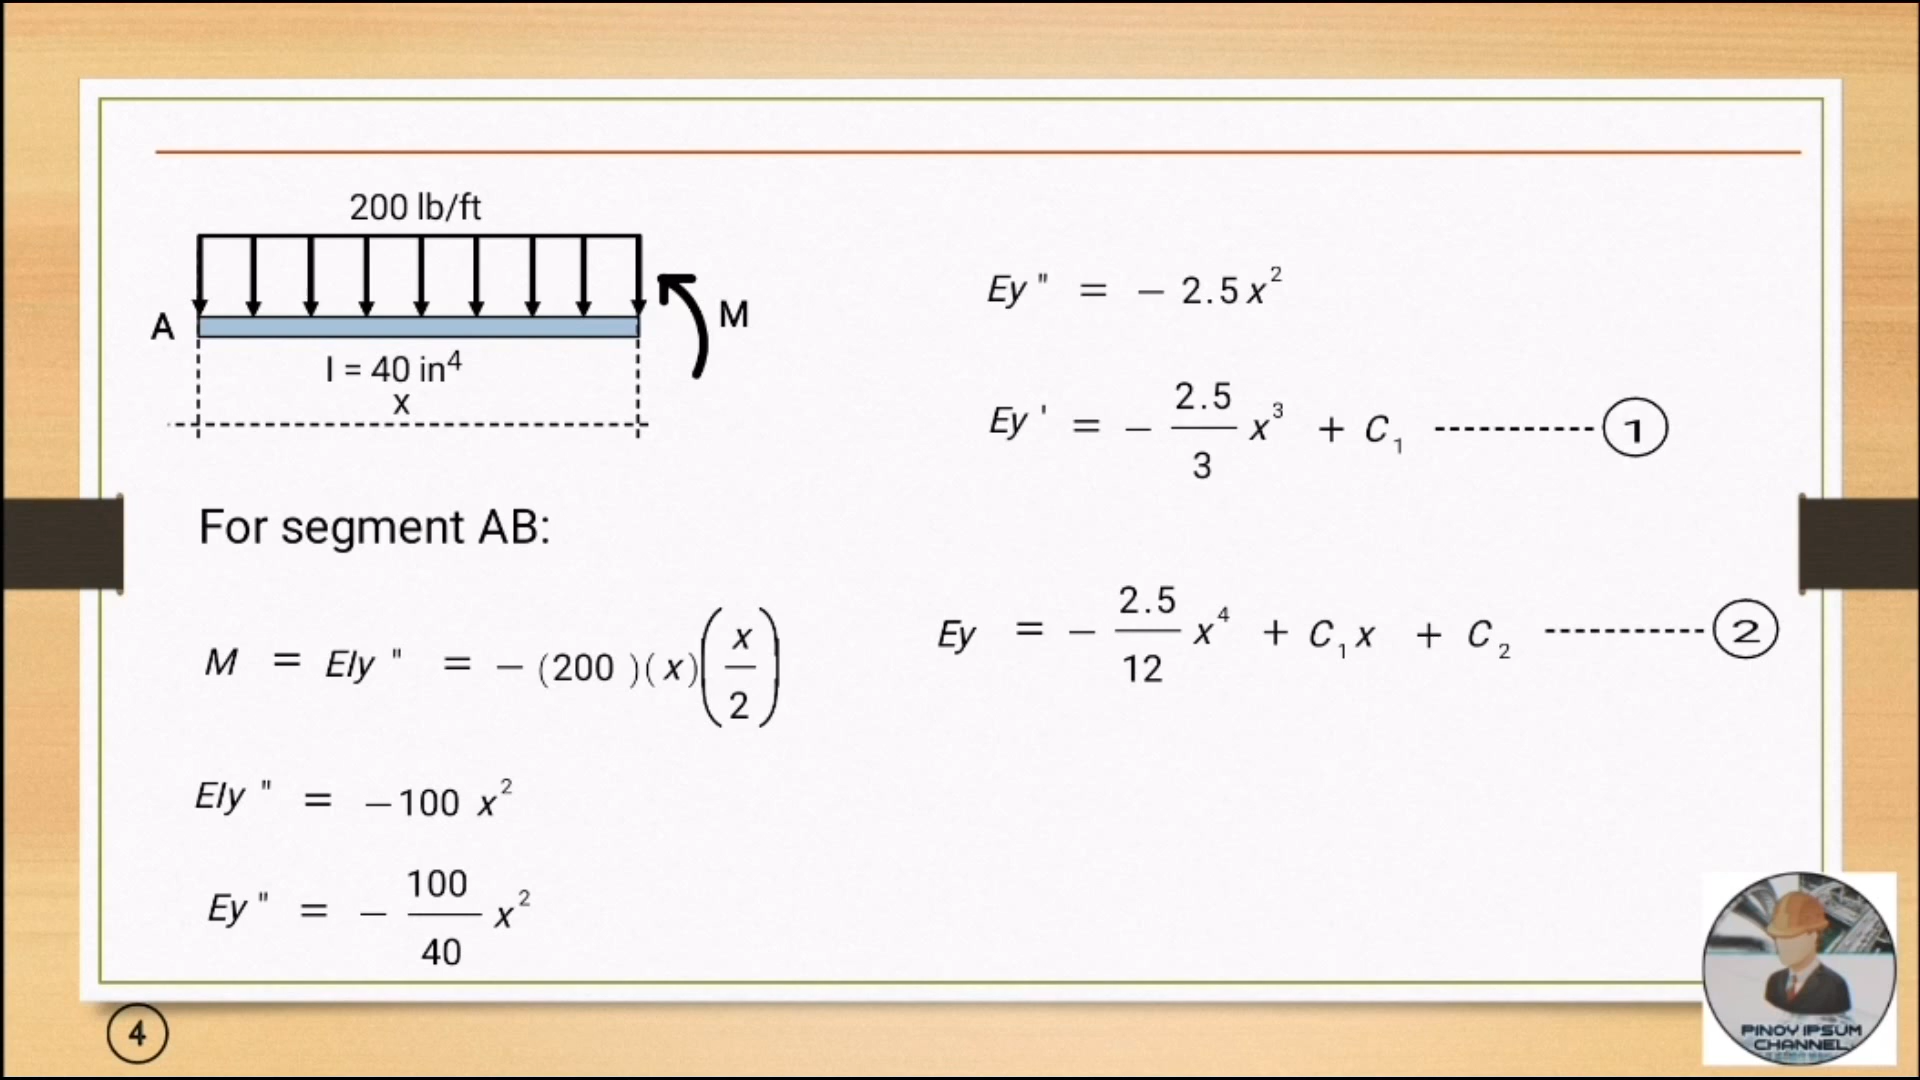 200 lb/ft
A
M
I = 40 in⁴
x
For segment AB:
M = EIy " = − (200 )( x)(x/2)
EIy " = −100 x²
Ey " = − 100/40 x²
Ey " = − 2.5 x²
Ey ' = − 2.5/3 x³ + C₁ ----------- 1
Ey = − 2.5/12 x⁴ + C₁x + C₂ ----------- 2
4
PINOY IPSUM
CHANNEL